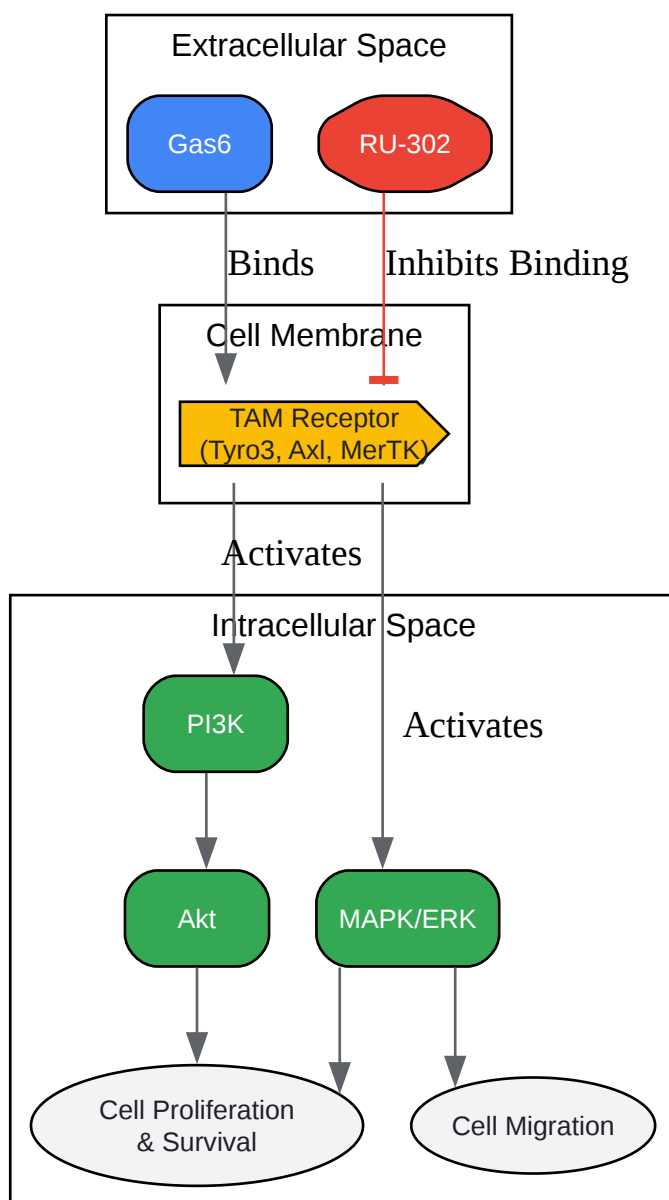 Extracellular Space
Gas6
RU-302
Binds
Inhibits Binding
Cell Membrane
TAM Receptor
(Tyro3, Axl, MerTK)
Activates
Intracellular Space
PI3K
Activates
Akt
MAPK/ERK
Cell Proliferation
& Survival
Cell Migration